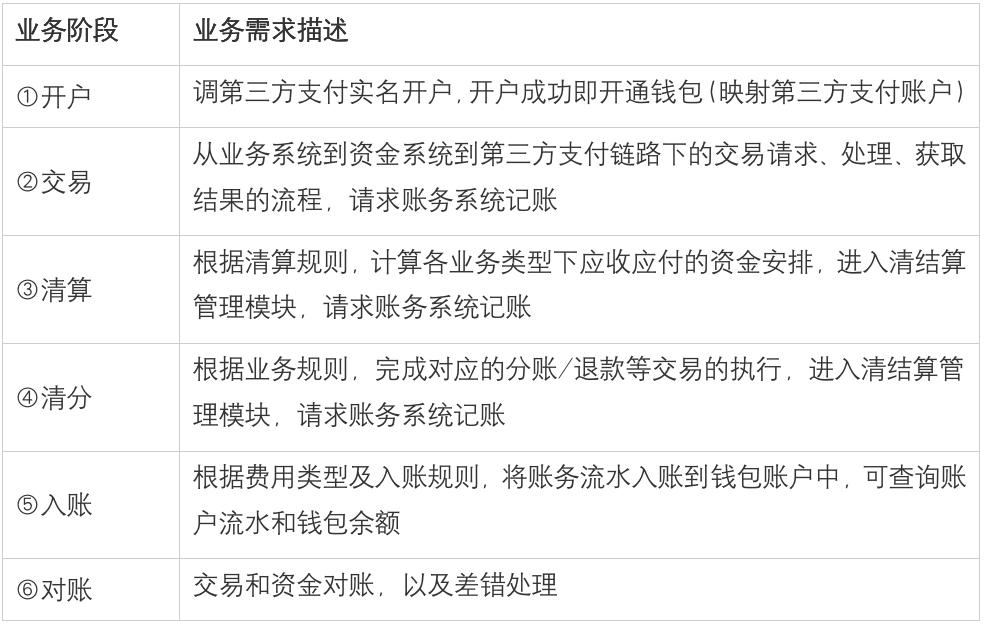 业务阶段 业务需求描述
①开户 调第三方支付实名开户,开户成功即开通钱包(映射第三方支付账户)
②交易 从业务系统到资金系统到第三方支付链路下的交易请求、处理、获取
结果的流程,请求账务系统记账
③清算 根据清算规则,计算各业务类型下应收应付的资金安排,进入清结算
管理模块,请求账务系统记账
④清分 根据业务规则,完成对应的分账/退款等交易的执行,进入清结算管
理模块,请求账务系统记账
⑤入账 根据费用类型及入账规则,将账务流水入账到钱包账户中,可查询账
户流水和钱包余额
⑥对账 交易和资金对账,以及差错处理